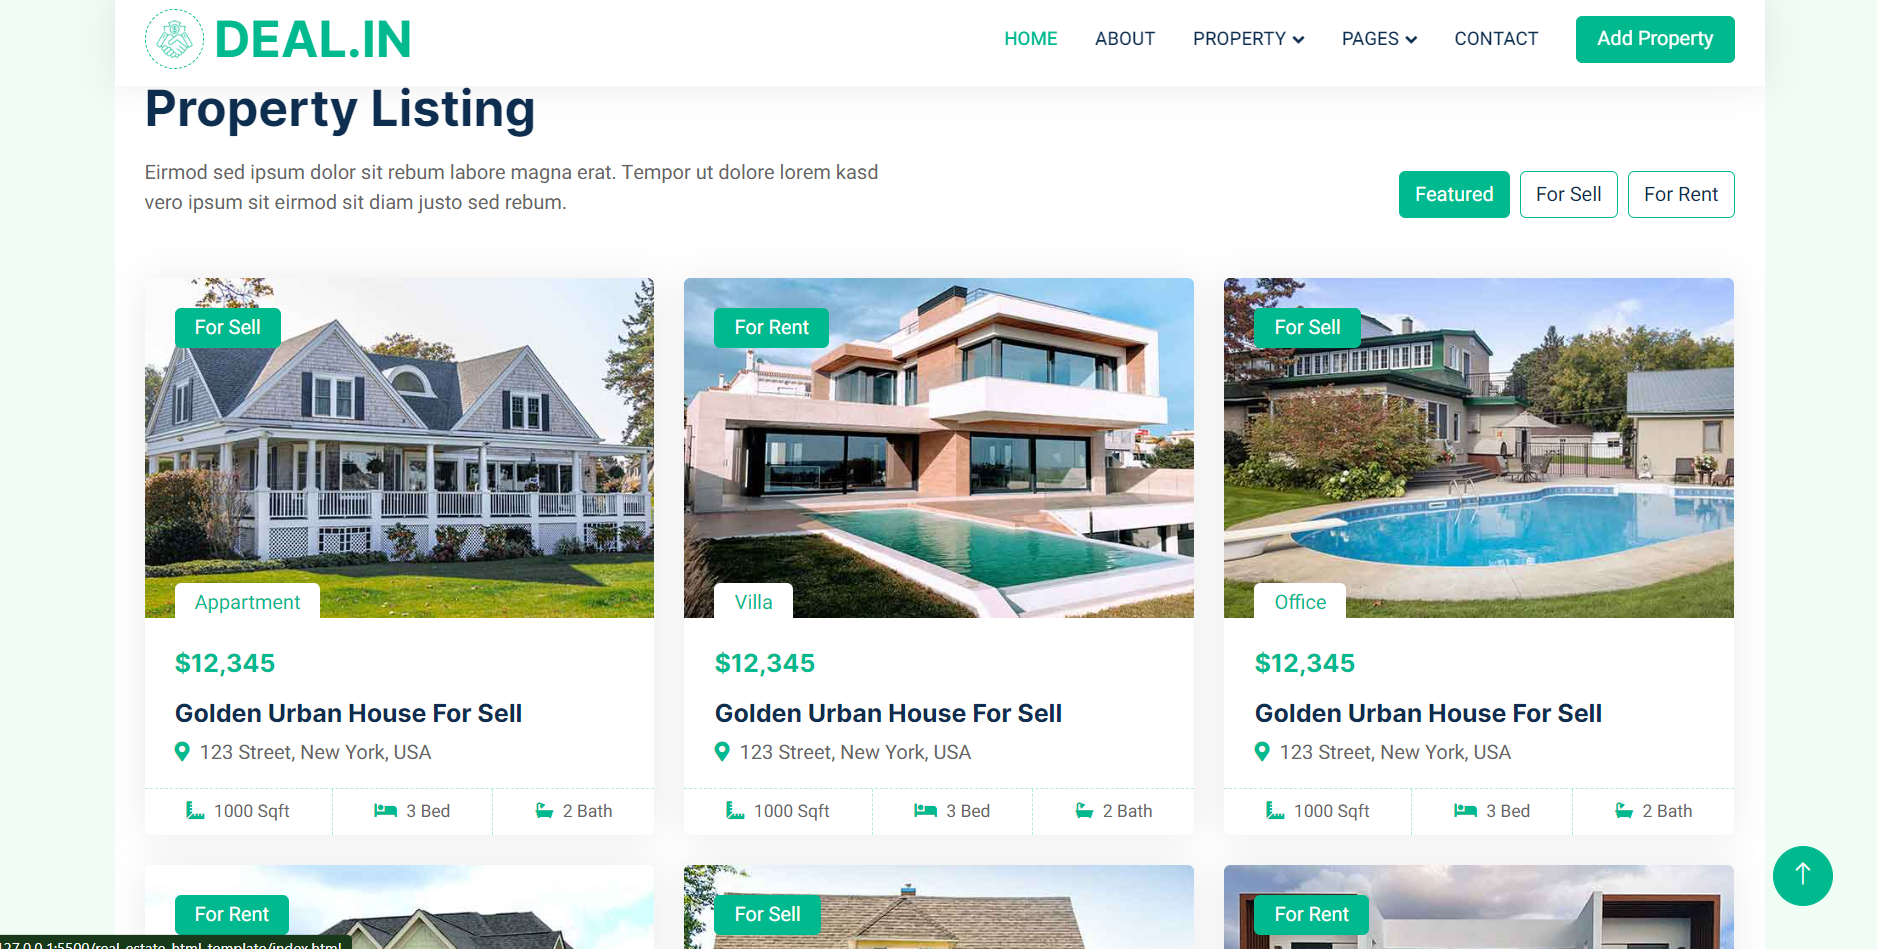 DEAL.IN
HOME ABOUT PROPERTY PAGES CONTACT Add Property
Property Listing
Eirmod sed ipsum dolor sit rebum labore magna erat. Tempor ut dolore lorem kasd
vero ipsum sit eirmod sit diam justo sed rebum.
Featured For Sell For Rent
For Sell
Appartment
$12,345
Golden Urban House For Sell
123 Street, New York, USA
1000 Sqft 3 Bed 2 Bath
For Rent
Villa
$12,345
Golden Urban House For Sell
123 Street, New York, USA
1000 Sqft 3 Bed 2 Bath
For Sell
Office
$12,345
Golden Urban House For Sell
123 Street, New York, USA
1000 Sqft 3 Bed 2 Bath
For Rent
For Sell
For Rent
127.0.0.1:5500/real_estate_html_template/index.html